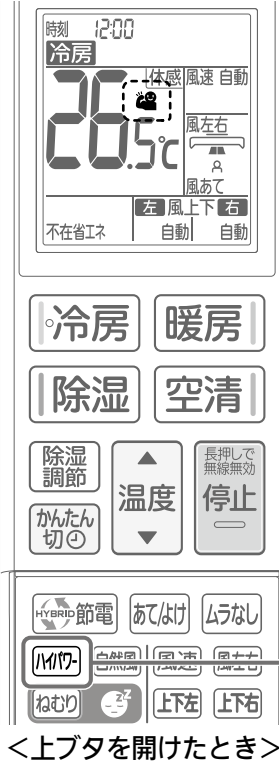 時刻 12:00
冷房
体感 風速 自動
26.5℃
風左右
風あて
左 風上下 右
不在省エネ 自動 自動
冷房 暖房
除湿 空清
除湿
調節
▲
温度
▼
長押しで
無線無効
停止
かんたん
切
HYBRID 節電 あて/よけ ムラなし
ハイパワー 自然風 風速 風左右
ねむり 上下左 上下右
＜上ブタを開けたとき＞